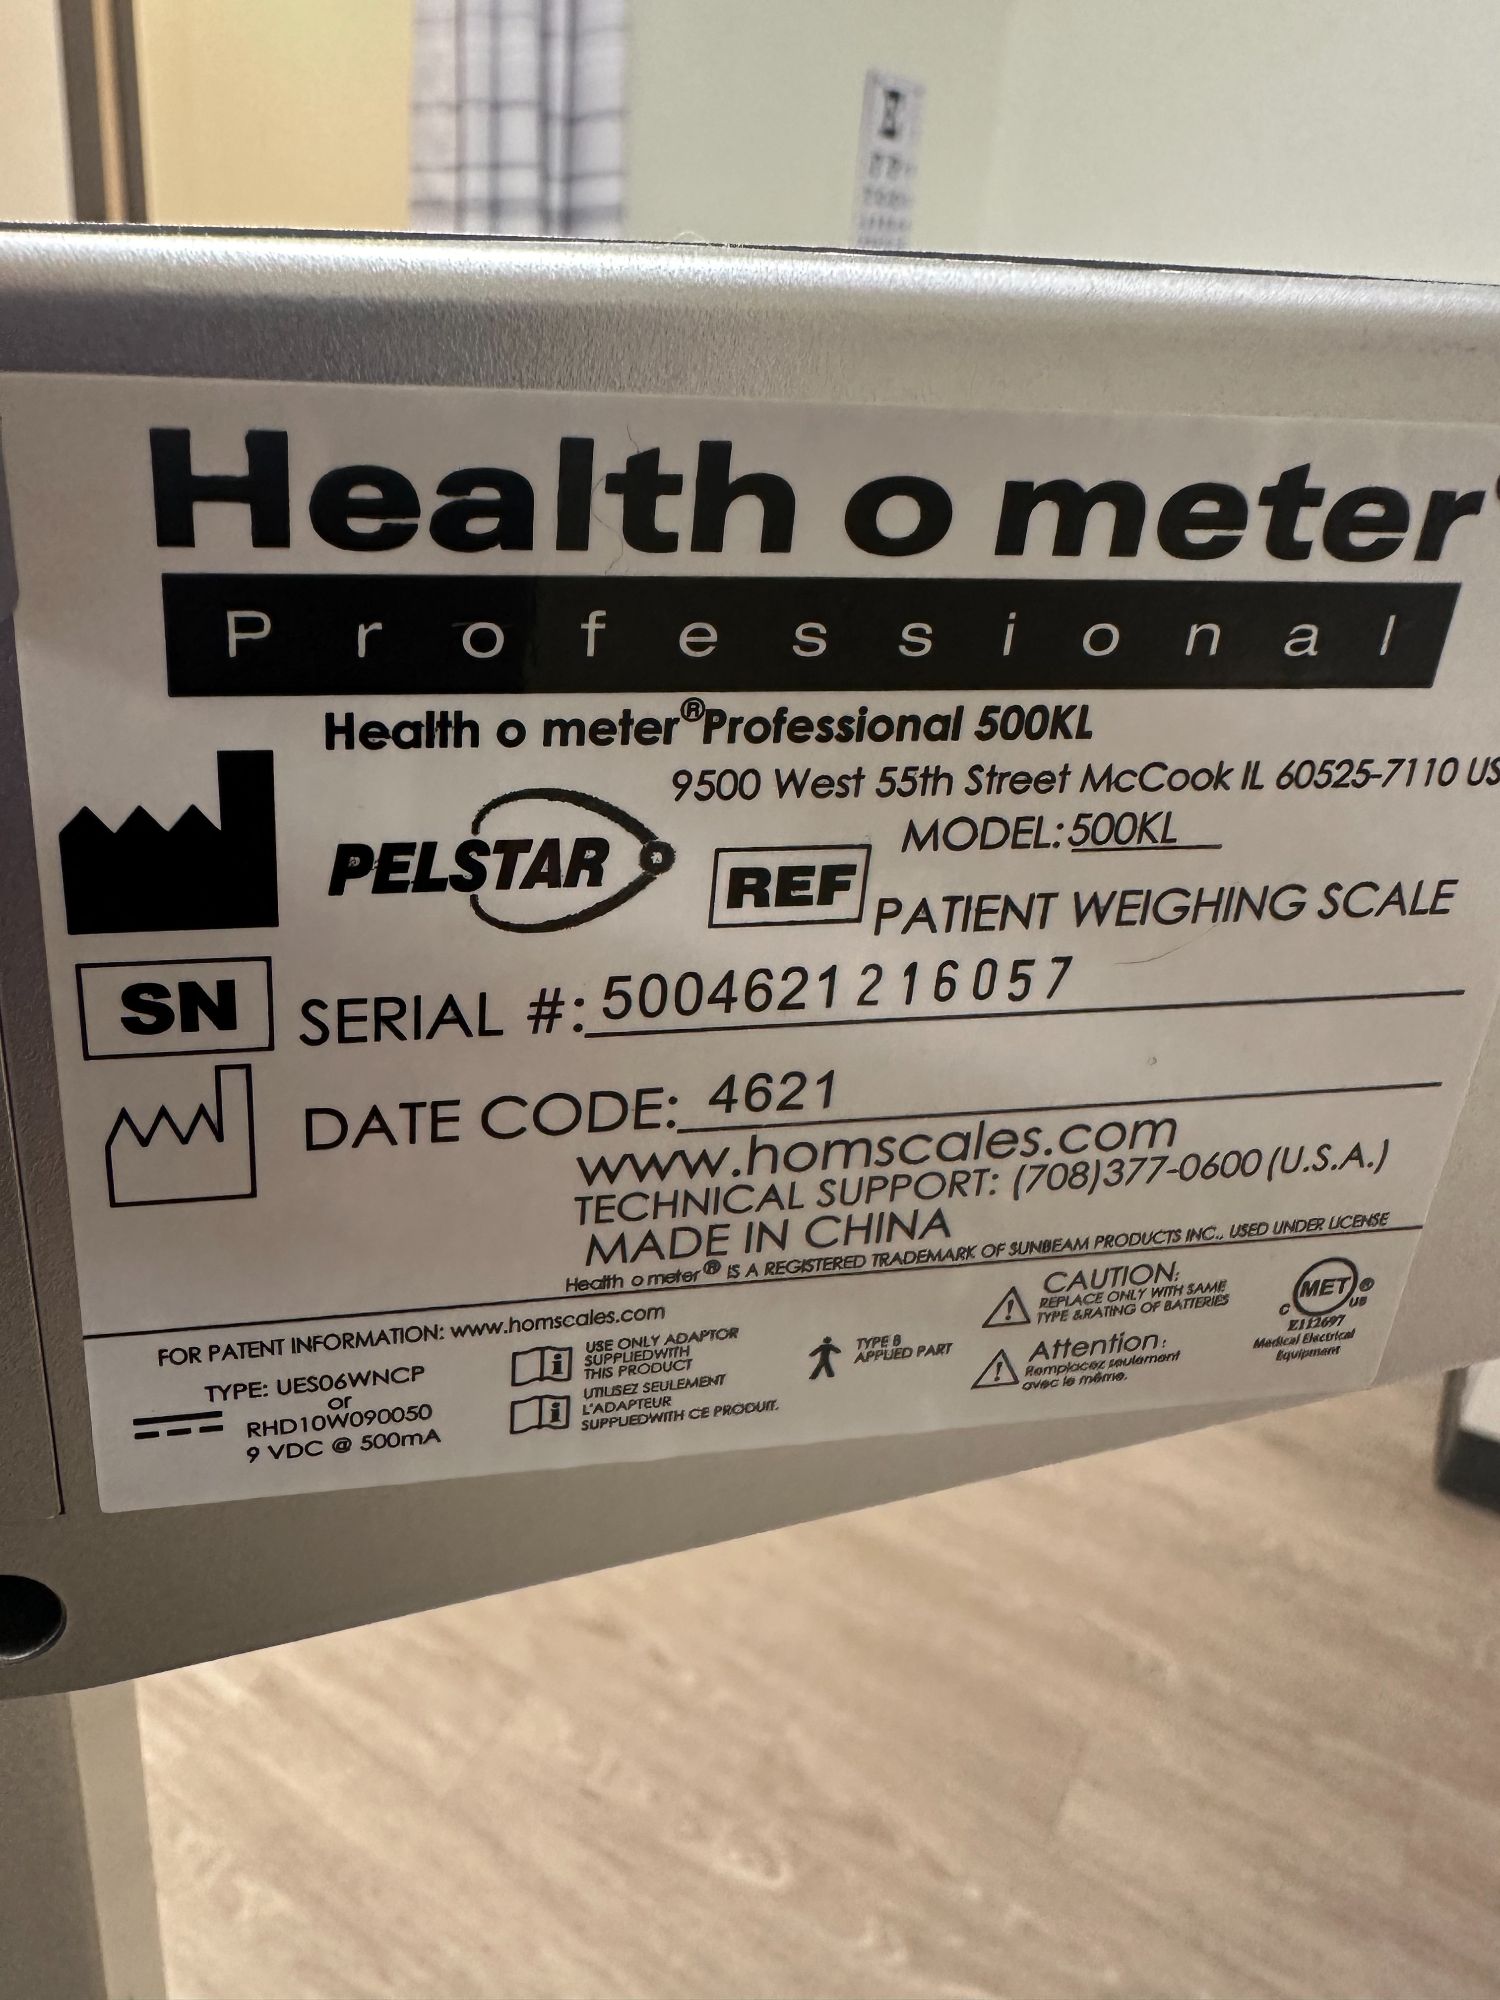 Health o meter
Professional
Health o meter®Professional 500KL
9500 West 55th Street McCook IL 60525-7110 US
PELSTAR
MODEL:500KL
REF
PATIENT WEIGHING SCALE
SN
SERIAL #:5004621216057
DATE CODE: 4621
www.homscales.com
TECHNICAL SUPPORT: (708)377-0600(U.S.A.)
MADE IN CHINA
Health o meter® IS A REGISTERED TRADEMARK OF SUNBEAM PRODUCTS INC., USED UNDER LICENSE
FOR PATENT INFORMATION: www.homscales.com
TYPE: UES06WNCP
or
RHD10W090050
9 VDC @ 500mA
USE ONLY ADAPTOR
SUPPLIEDWITH
THIS PRODUCT
UTILISEZ SEULEMENT
L'ADAPTEUR
SUPPLIEDWITH CE PRODUIT.
TYPE B
APPLIED PART
CAUTION:
REPLACE ONLY WITH SAME
TYPE &RATING OF BATTERIES
Attention:
Remplacez seulement
avec le même.
MET®
C US
E112697
Medical Electrical
Equipment